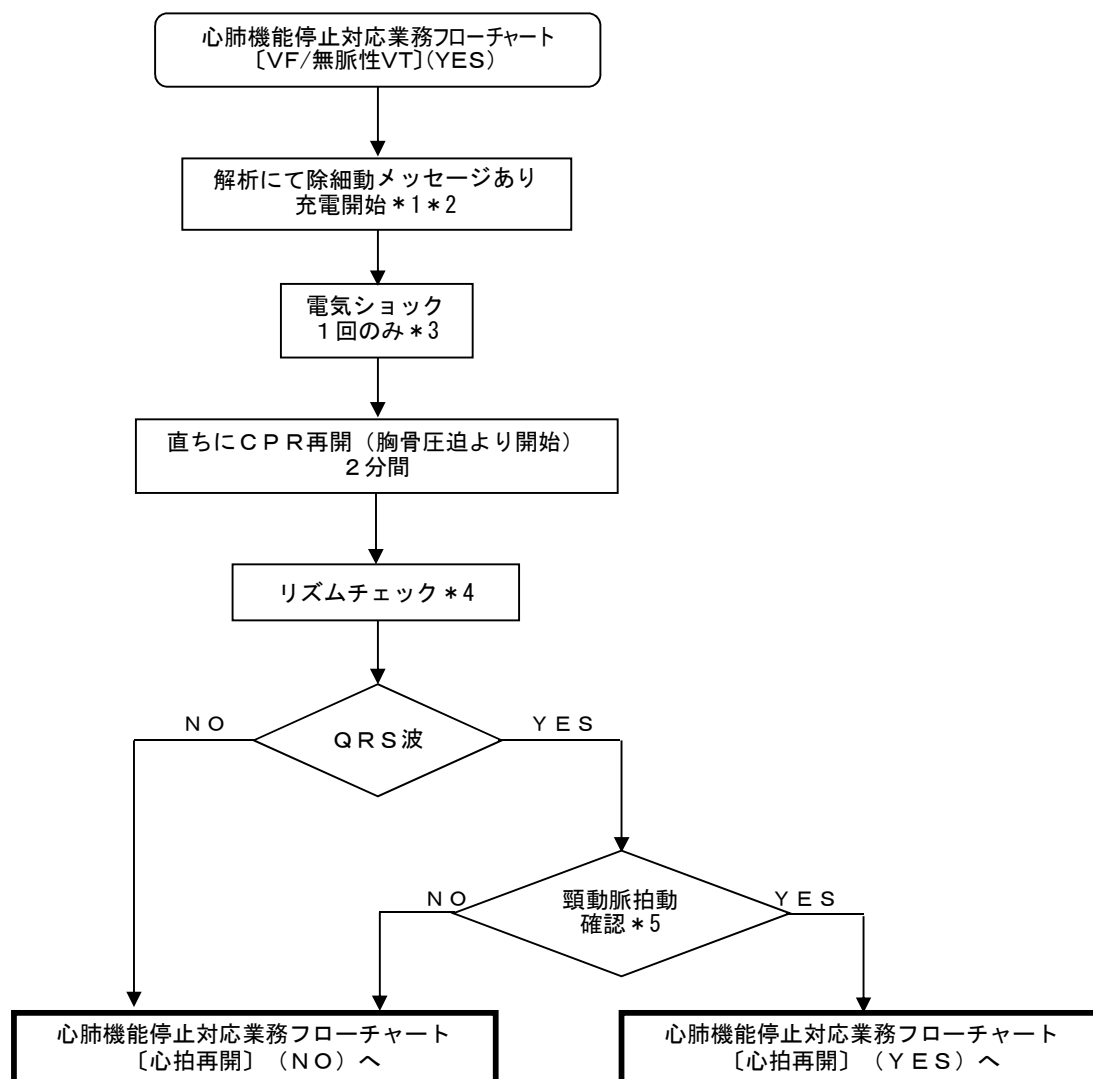 心肺機能停止対応業務フローチャート
〔ＶＦ/無脈性ＶＴ〕（ＹＥＳ）
解析にて除細動メッセージあり
充電開始＊1＊2
電気ショック
１回のみ＊3
直ちにＣＰＲ再開（胸骨圧迫より開始）
２分間
リズムチェック＊4
ＮＯ
ＱＲＳ波
ＹＥＳ
ＮＯ
頸動脈拍動
確認＊5
ＹＥＳ
心肺機能停止対応業務フローチャート
〔心拍再開〕（ＮＯ）へ
心肺機能停止対応業務フローチャート
〔心拍再開〕（ＹＥＳ）へ